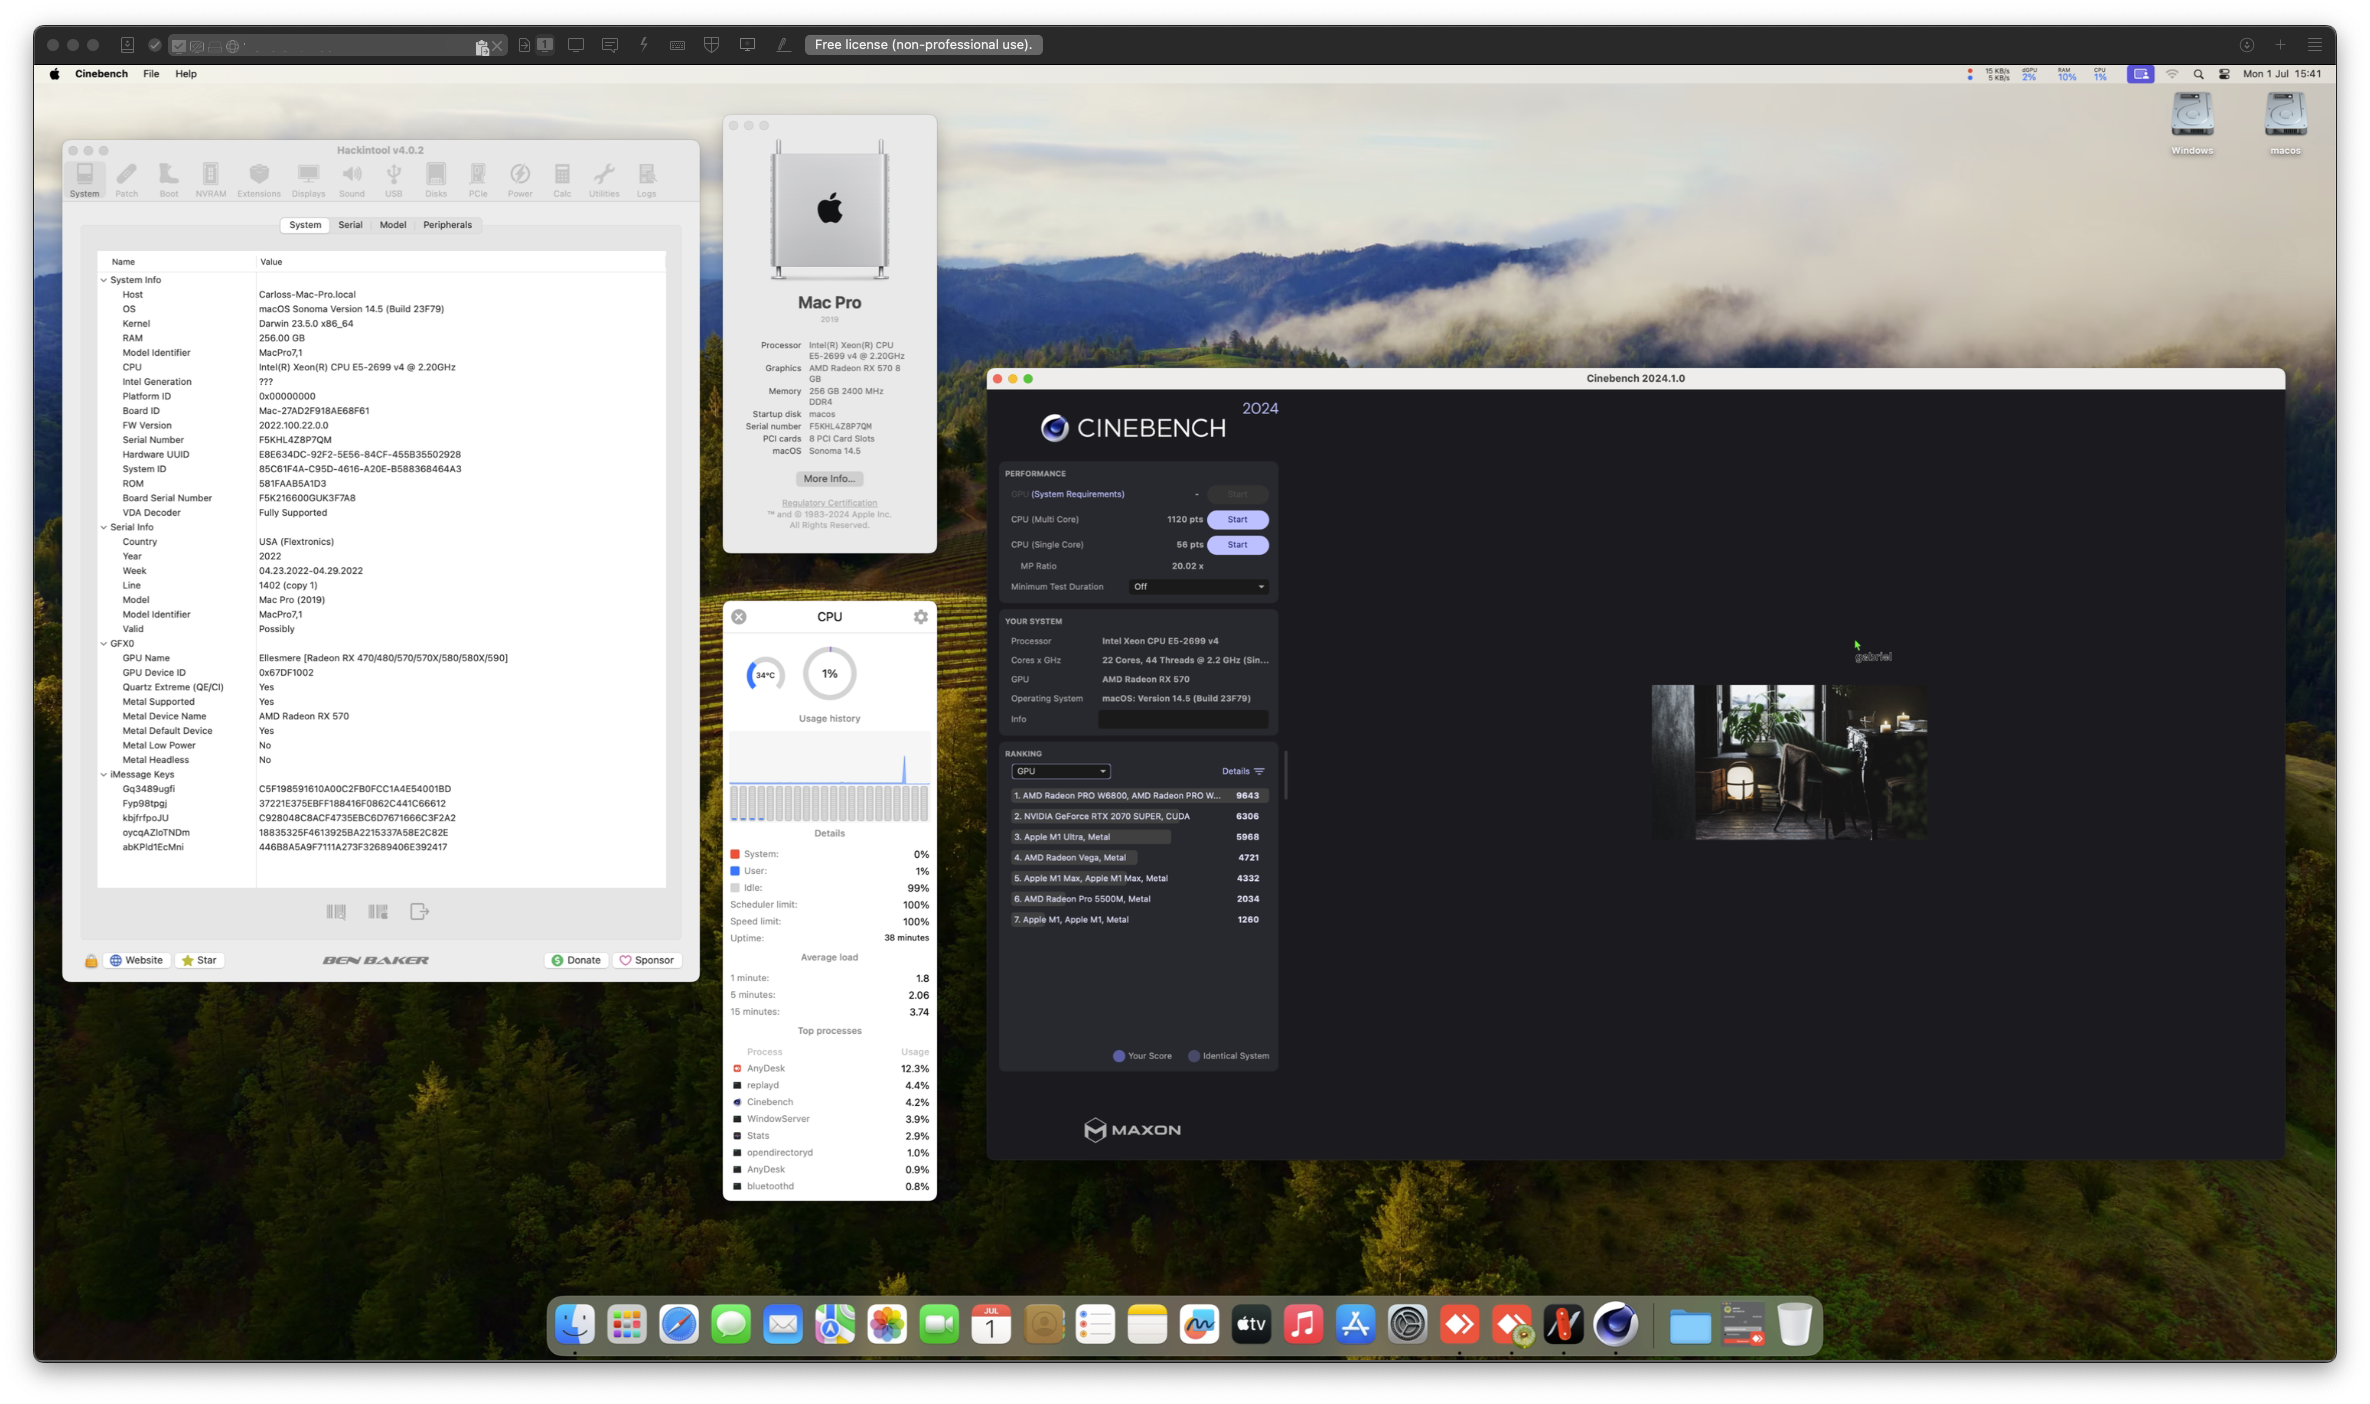 Free license (non-professional use).
Cinebench File Help
15 KB/s
5 KB/s
dGPU
2%
RAM
10%
CPU
1%
Mon 1 Jul 15:41
Windows
macos
Hackintool v4.0.2
System Patch Boot NVRAM Extensions Displays Sound USB Disks PCIe Power Calc Utilities Logs
System Serial Model Peripherals
Name Value
System Info
Host Carloss-Mac-Pro.local
OS macOS Sonoma Version 14.5 (Build 23F79)
Kernel Darwin 23.5.0 x86_64
RAM 256.00 GB
Model Identifier MacPro7,1
CPU Intel(R) Xeon(R) CPU E5-2699 v4 @ 2.20GHz
Intel Generation ???
Platform ID 0x00000000
Board ID Mac-27AD2F918AE68F61
FW Version 2022.100.22.0.0
Serial Number F5KHL4Z8P7QM
Hardware UUID E8E634DC-92F2-5E56-84CF-455B35502928
System ID 85C61F4A-C95D-4616-A20E-B588368464A3
ROM 581FAAB5A1D3
Board Serial Number F5K216600GUK3F7A8
VDA Decoder Fully Supported
Serial Info
Country USA (Flextronics)
Year 2022
Week 04.23.2022-04.29.2022
Line 1402 (copy 1)
Model Mac Pro (2019)
Model Identifier MacPro7,1
Valid Possibly
GFX0
GPU Name Ellesmere [Radeon RX 470/480/570/570X/580/580X/590]
GPU Device ID 0x67DF1002
Quartz Extreme (QE/CI) Yes
Metal Supported Yes
Metal Device Name AMD Radeon RX 570
Metal Default Device Yes
Metal Low Power No
Metal Headless No
iMessage Keys
Gq3489ugfi C5F198591610A00C2FB0FCC1A4E54001BD
Fyp98tpgj 37221E375EBFF188416F0862C441C66612
kbjfrfpoJU C928048C8ACF4735EBC6D7671666C3F2A2
oycqAZloTNDm 18835325F4613925BA2215337A58E2C82E
abKPld1EcMni 446B8A5A9F7111A273F32689406E392417
Website Star BEN BAKER Donate Sponsor
Mac Pro
2019
Processor Intel(R) Xeon(R) CPU
E5-2699 v4 @ 2.20GHz
Graphics AMD Radeon RX 570 8
GB
Memory 256 GB 2400 MHz
DDR4
Startup disk macos
Serial number F5KHL4Z8P7QM
PCI cards 8 PCI Card Slots
macOS Sonoma 14.5
More Info...
Regulatory Certification
™ and © 1983-2024 Apple Inc.
All Rights Reserved.
CPU
34°C 1%
Usage history
Details
System: 0%
User: 1%
Idle: 99%
Scheduler limit: 100%
Speed limit: 100%
Uptime: 38 minutes
Average load
1 minute: 1.8
5 minutes: 2.06
15 minutes: 3.74
Top processes
Process Usage
AnyDesk 12.3%
replayd 4.4%
Cinebench 4.2%
WindowServer 3.9%
Stats 2.9%
opendirectoryd 1.0%
AnyDesk 0.9%
bluetoothd 0.8%
Cinebench 2024.1.0
CINEBENCH 2024
PERFORMANCE
GPU (System Requirements) - Start
CPU (Multi Core) 1120 pts Start
CPU (Single Core) 56 pts Start
MP Ratio 20.02 x
Minimum Test Duration Off
YOUR SYSTEM
Processor Intel Xeon CPU E5-2699 v4
Cores x GHz 22 Cores, 44 Threads @ 2.2 GHz (Sin...
GPU AMD Radeon RX 570
Operating System macOS: Version 14.5 (Build 23F79)
Info
RANKING
GPU Details
1. AMD Radeon PRO W6800, AMD Radeon PRO W... 9643
2. NVIDIA GeForce RTX 2070 SUPER, CUDA 6306
3. Apple M1 Ultra, Metal 5968
4. AMD Radeon Vega, Metal 4721
5. Apple M1 Max, Apple M1 Max, Metal 4332
6. AMD Radeon Pro 5500M, Metal 2034
7. Apple M1, Apple M1, Metal 1260
Your Score Identical System
MAXON
gabriel
JUL
1
tv